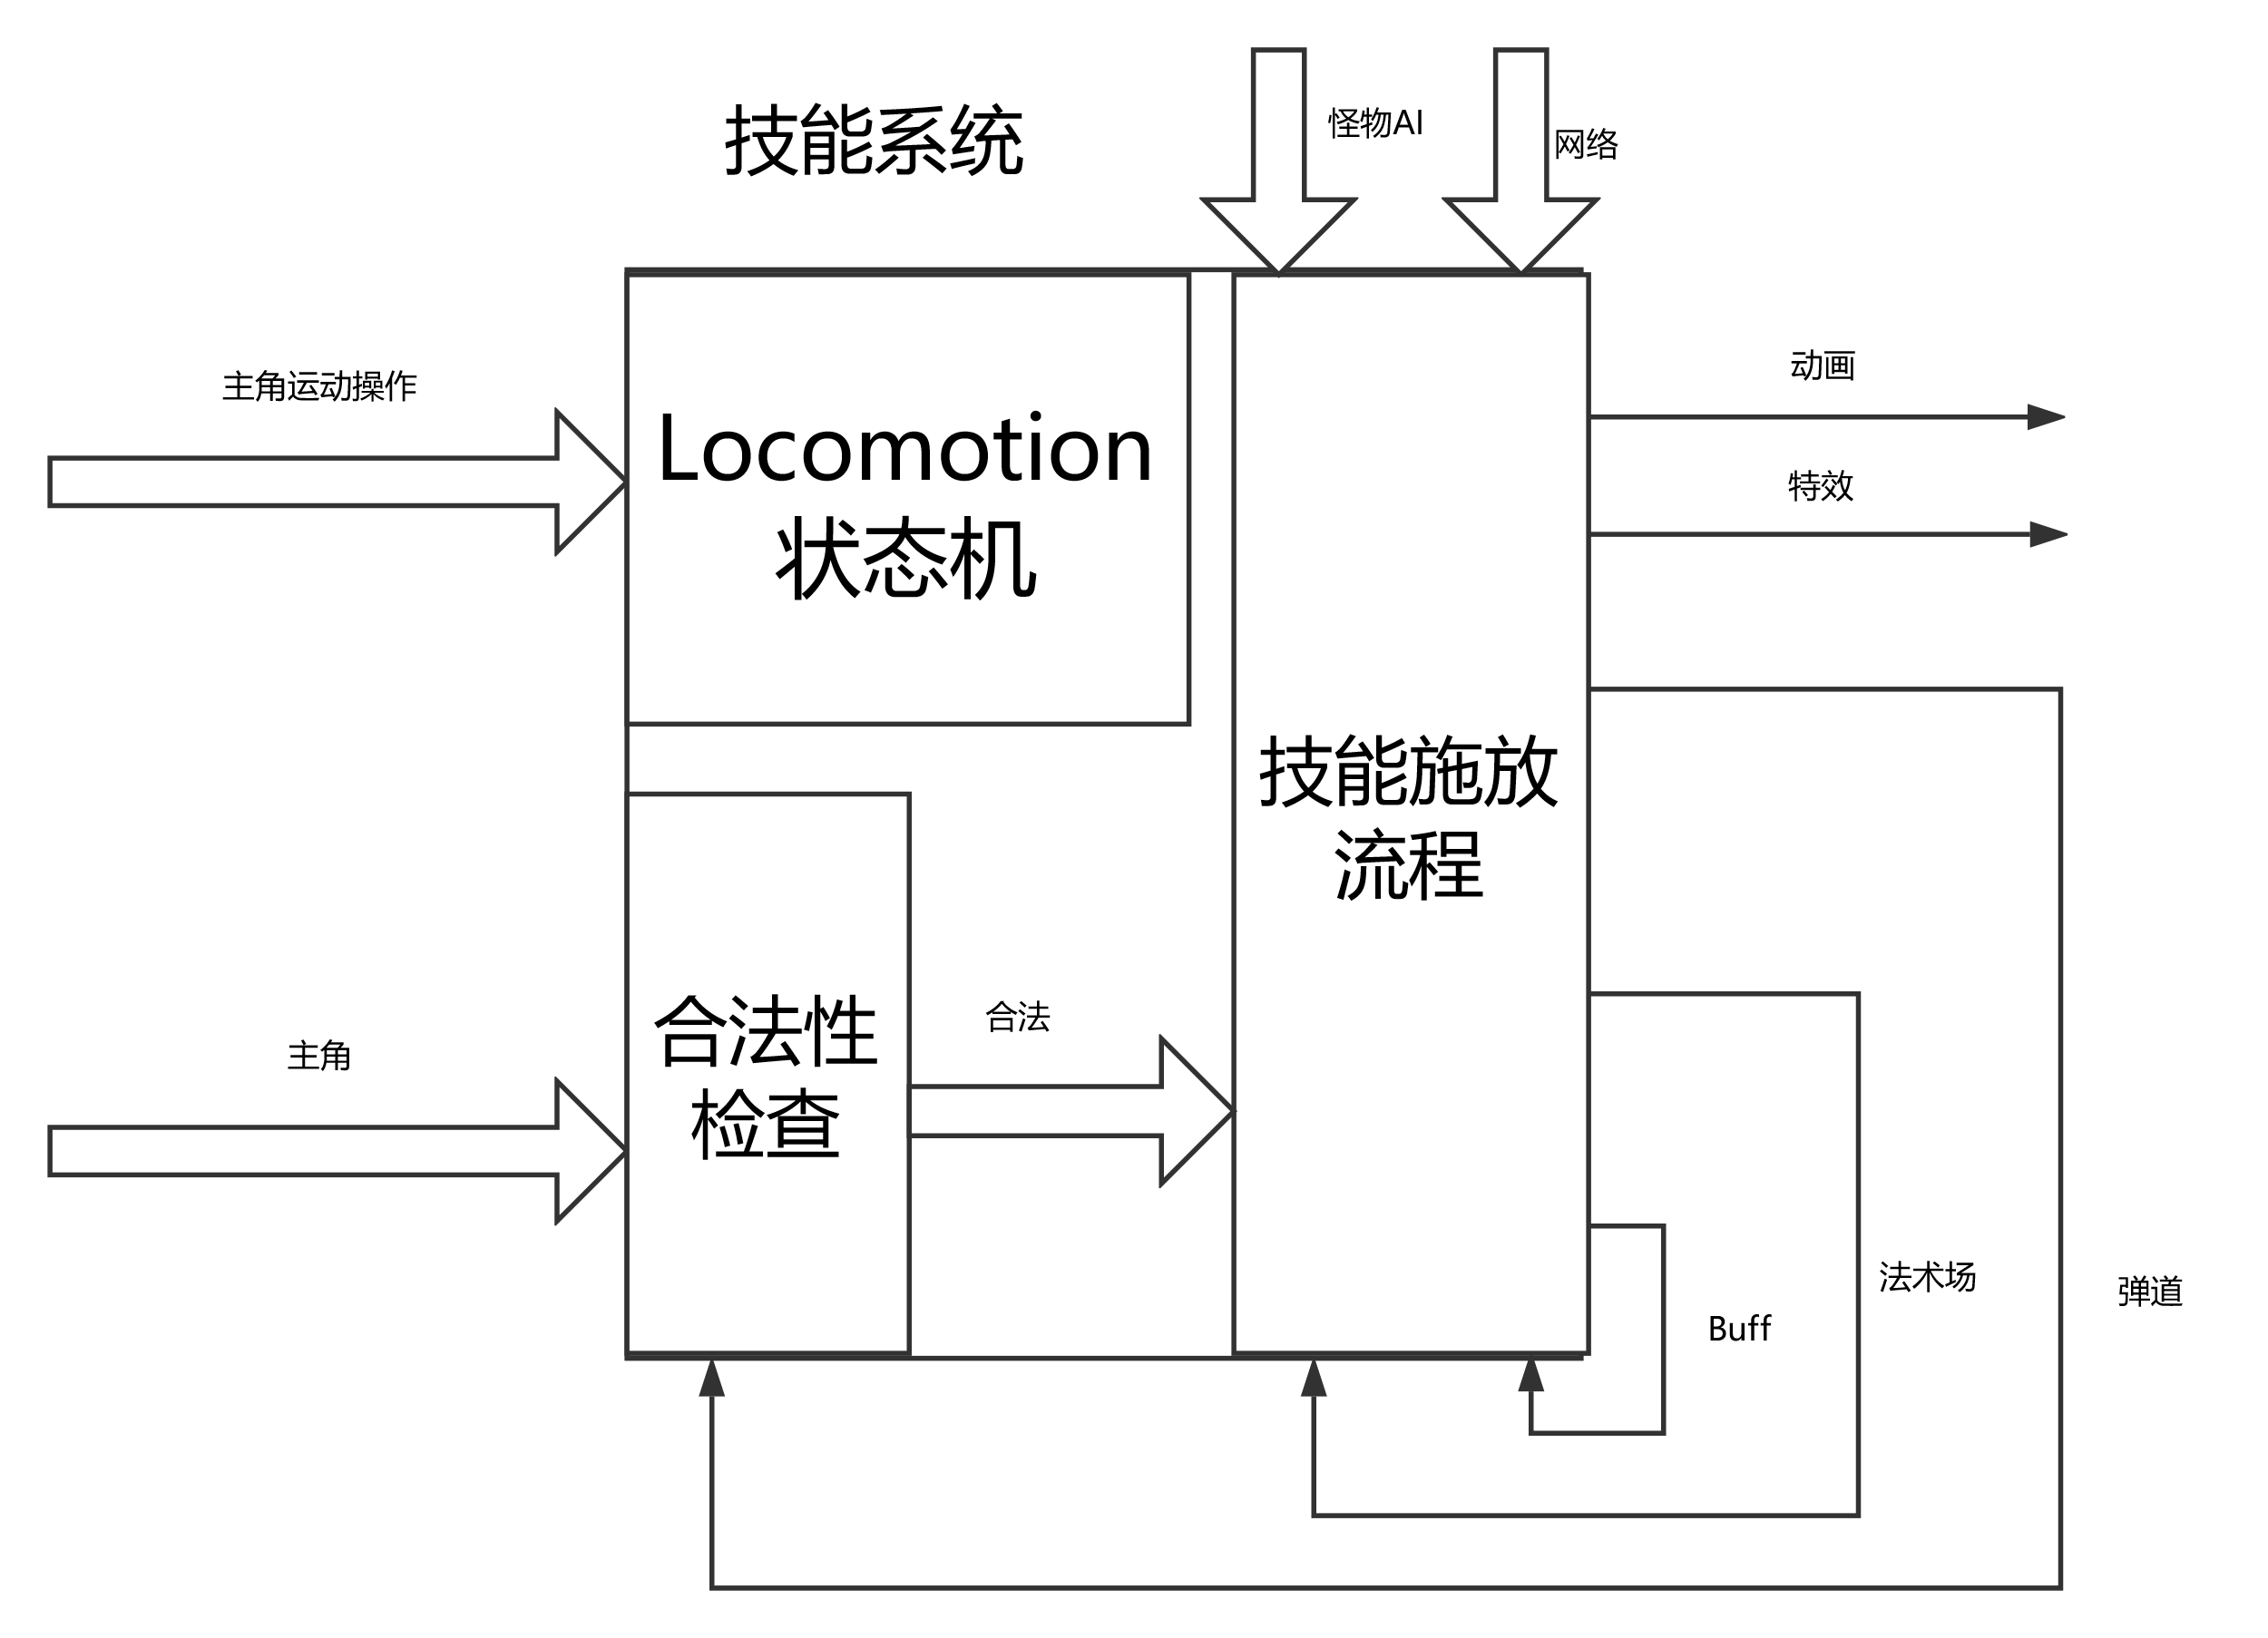 技能系统
怪物AI
网络
主角运动操作
Locomotion
状态机
动画
特效
技能施放
流程
合法性
检查
合法
主角
Buff
法术场
弹道